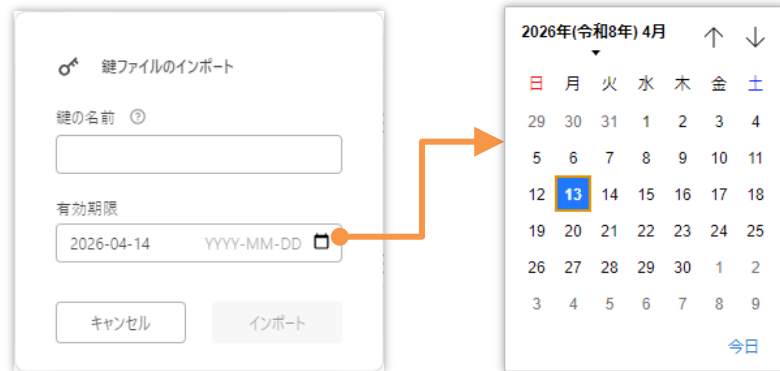 鍵ファイルのインポート
鍵の名前 ?
有効期限
2026-04-14 YYYY-MM-DD
キャンセル インポート
2026年(令和8年) 4月
日 月 火 水 木 金 土
29 30 31 1 2 3 4
5 6 7 8 9 10 11
12 13 14 15 16 17 18
19 20 21 22 23 24 25
26 27 28 29 30 1 2
3 4 5 6 7 8 9
今日